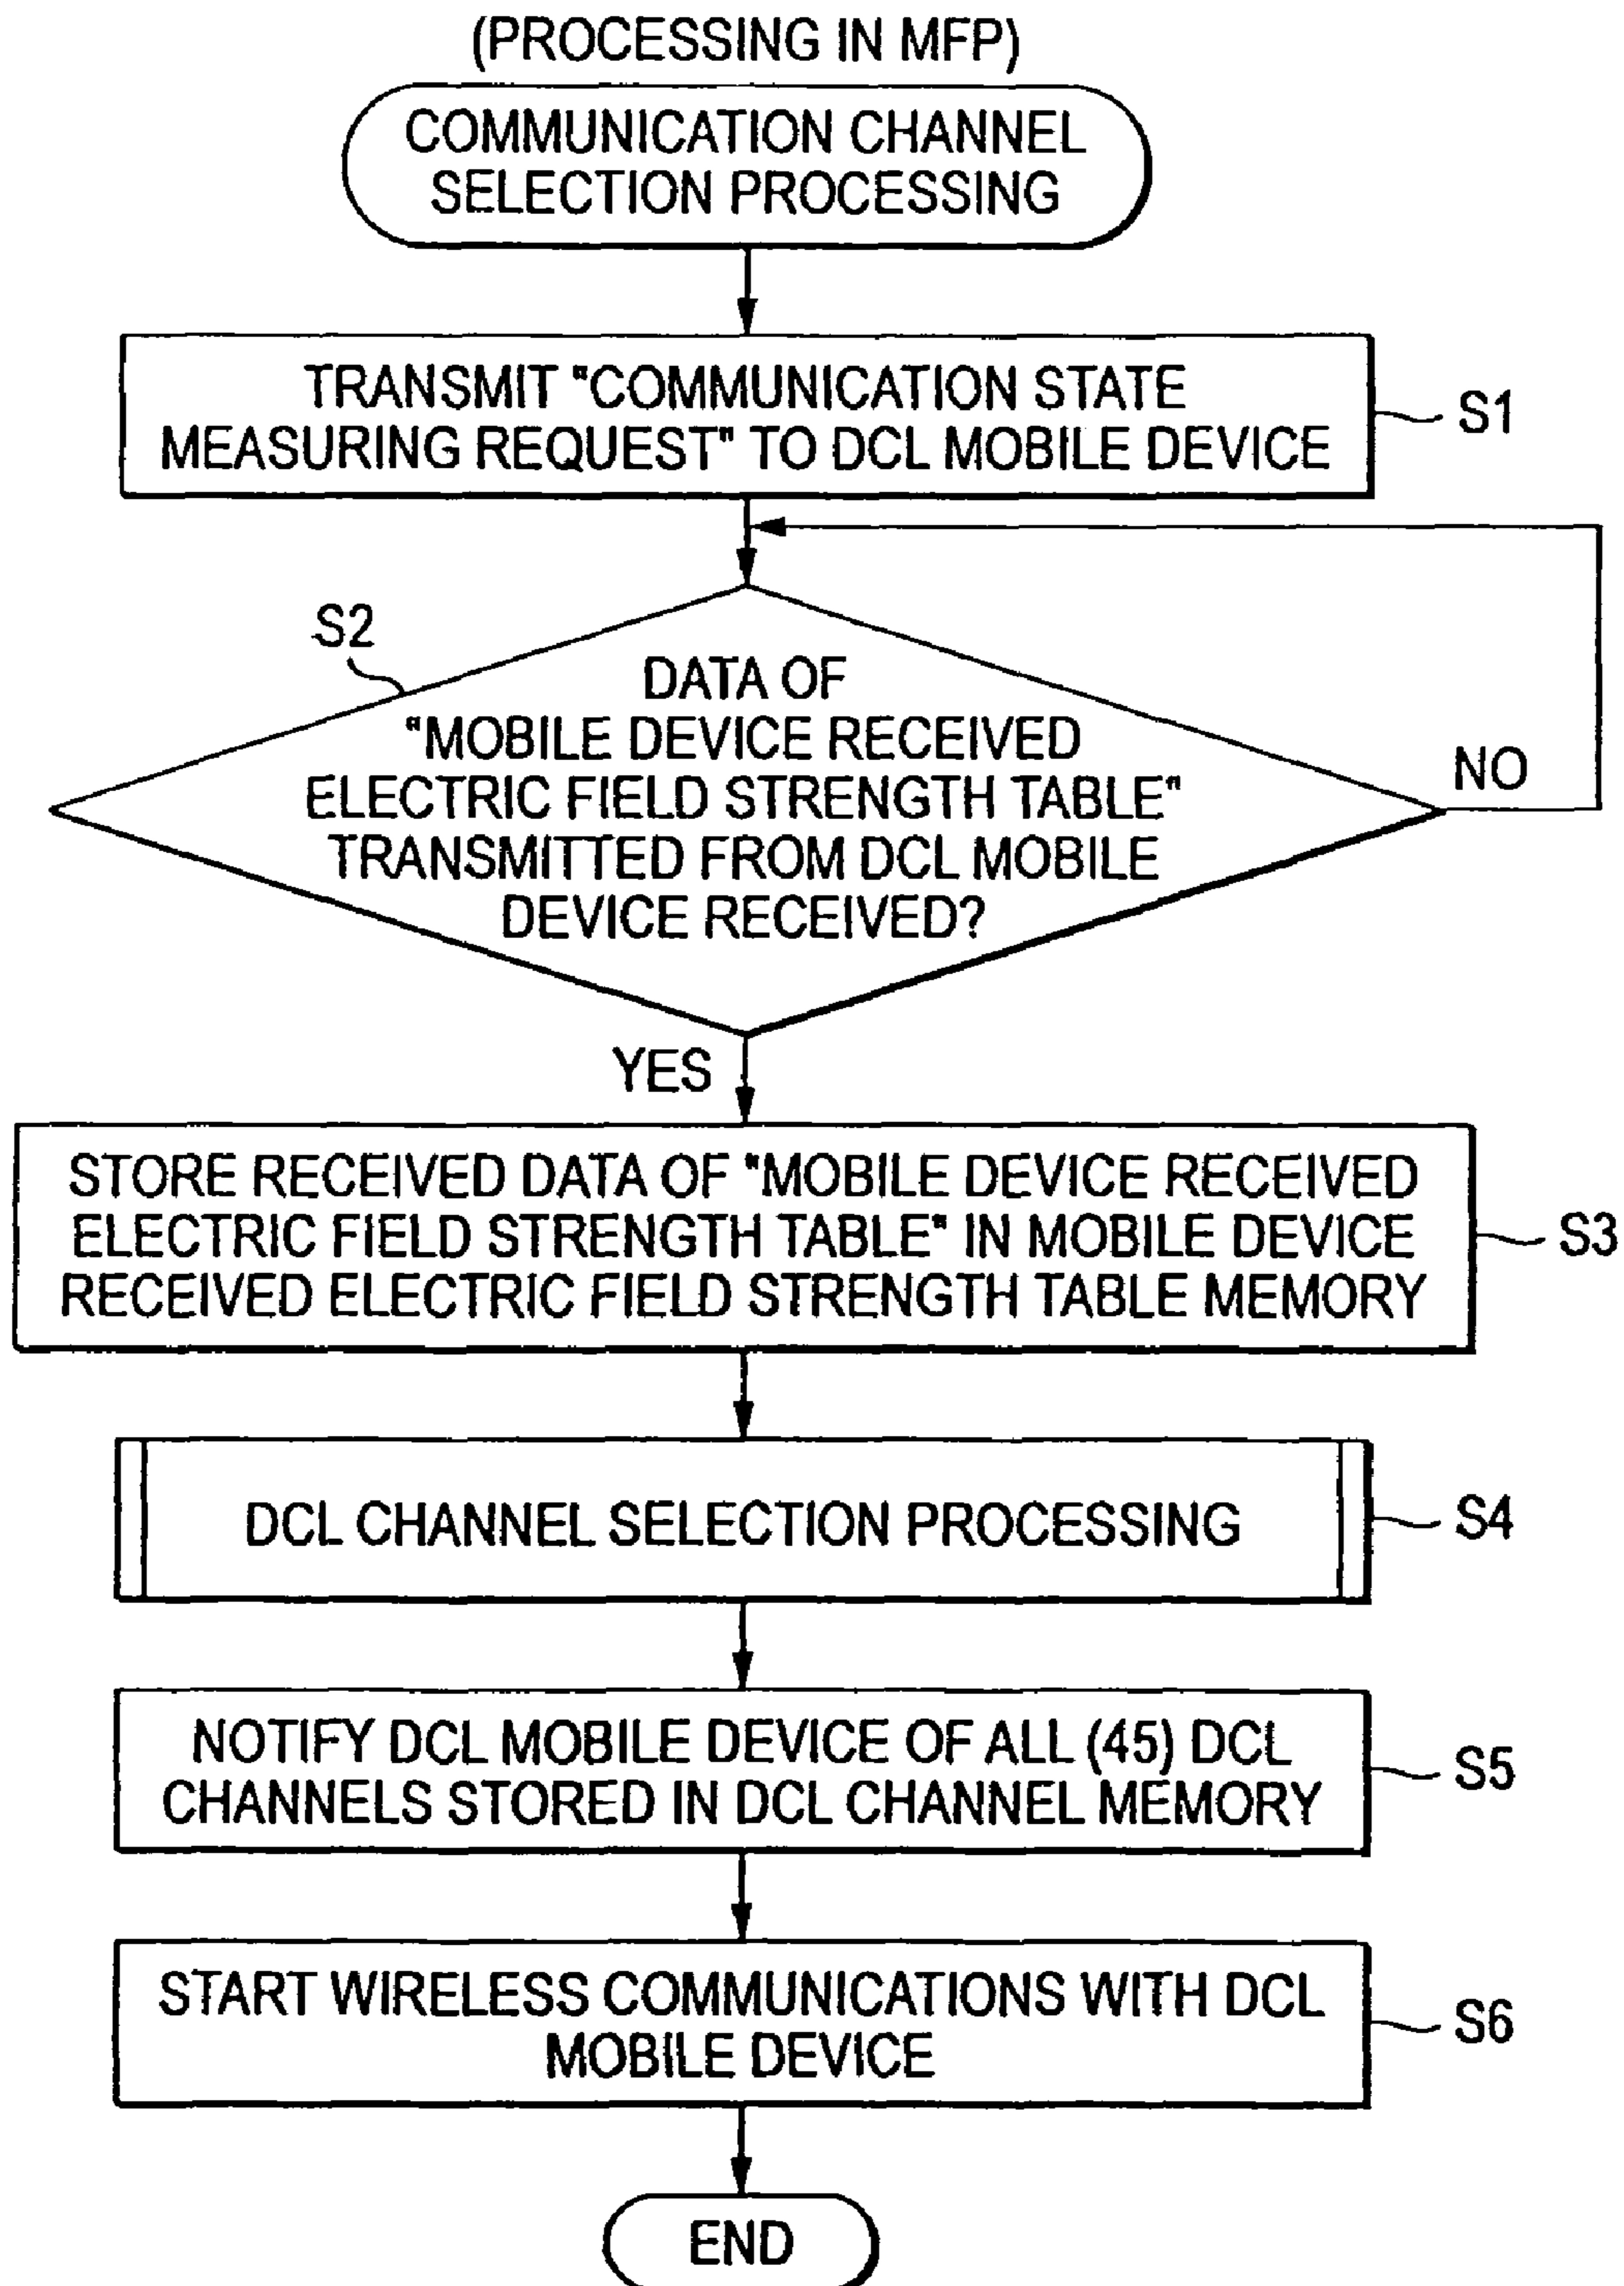 (PROCESSING IN MFP)
COMMUNICATION CHANNEL
SELECTION PROCESSING
TRANSMIT "COMMUNICATION STATE
MEASURING REQUEST" TO DCL MOBILE DEVICE
S1
S2
DATA OF
"MOBILE DEVICE RECEIVED
ELECTRIC FIELD STRENGTH TABLE"
TRANSMITTED FROM DCL MOBILE
DEVICE RECEIVED?
NO
YES
STORE RECEIVED DATA OF "MOBILE DEVICE RECEIVED
ELECTRIC FIELD STRENGTH TABLE" IN MOBILE DEVICE
RECEIVED ELECTRIC FIELD STRENGTH TABLE MEMORY
S3
DCL CHANNEL SELECTION PROCESSING
S4
NOTIFY DCL MOBILE DEVICE OF ALL (45) DCL
CHANNELS STORED IN DCL CHANNEL MEMORY
S5
START WIRELESS COMMUNICATIONS WITH DCL
MOBILE DEVICE
S6
END